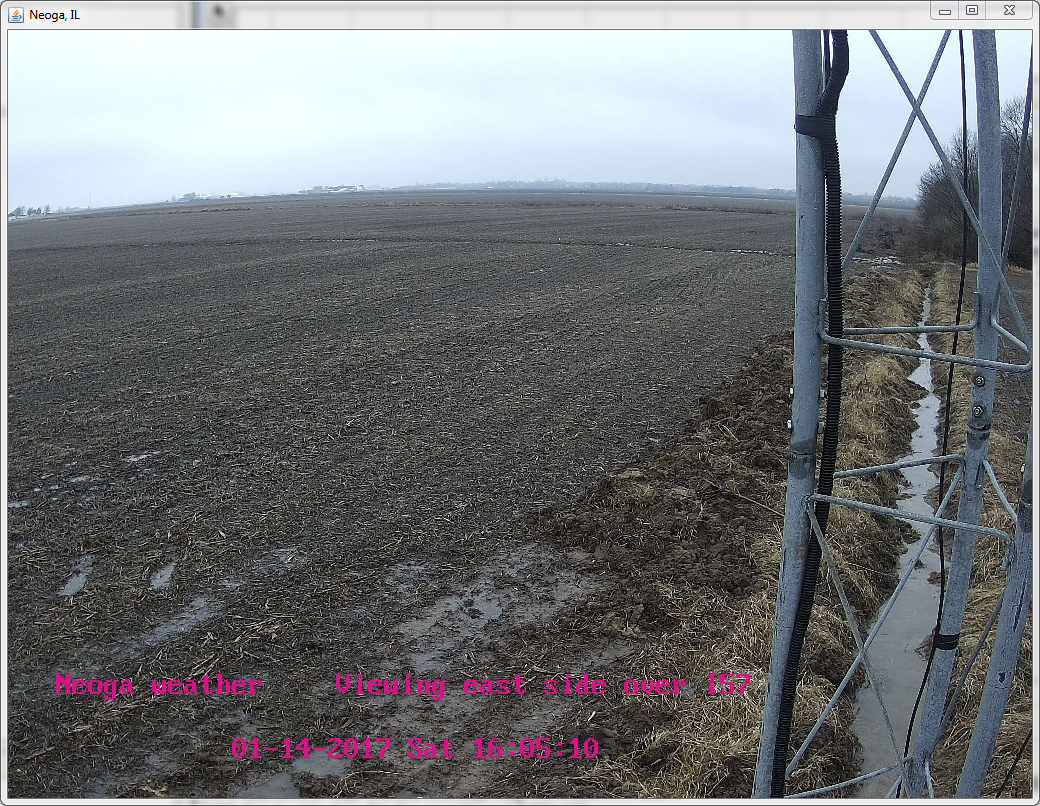 Neoga, IL
Neoga weather Viewing east side over I57
01-14-2017 Sat 16:05:10